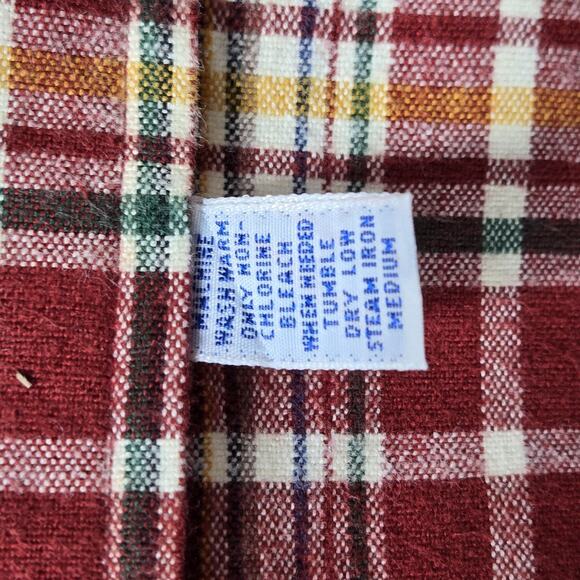 MACHINE
WASH WARM
ONLY NON-
CHLORINE
BLEACH
WHEN NEEDED
TUMBLE
DRY LOW
STEAM IRON
MEDIUM